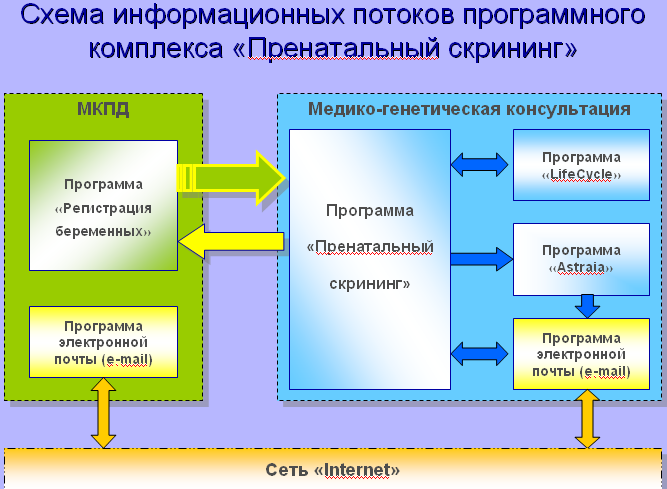 Схема информационных потоков программного
комплекса «Пренатальный скрининг»
МКПД
Программа
«Регистрация
беременных»
Программа
электронной
почты (e-mail)
Медико-генетическая консультация
Программа
«Пренатальный
скрининг»
Программа
«LifeCycle»
Программа
«Astraia»
Программа
электронной
почты (e-mail)
Сеть «Internet»